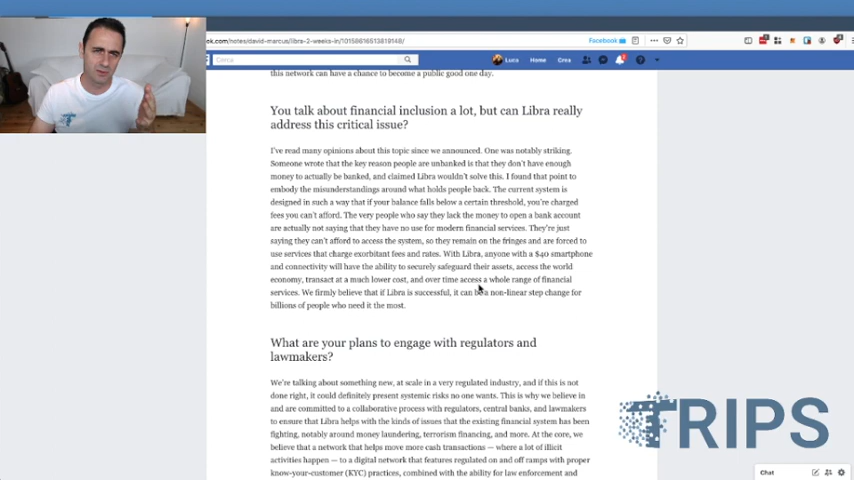 ek.com/notes/david-marcus/libra-2-weeks-in/10158616513819148/
Facebook
Cerca
Luca
Home
Crea
this network can have a chance to become a public good one day.
You talk about financial inclusion a lot, but can Libra really
address this critical issue?
I've read many opinions about this topic since we announced. One was notably striking.
Someone wrote that the key reason people are unbanked is that they don't have enough
money to actually be banked, and claimed Libra wouldn't solve this. I found that point to
embody the misunderstandings around what holds people back. The current system is
designed in such a way that if your balance falls below a certain threshold, you're charged
fees you can't afford. The very people who say they lack the money to open a bank account
are actually not saying that they have no use for modern financial services. They're just
saying they can't afford to access the system, so they remain on the fringes and are forced to
use services that charge exorbitant fees and rates. With Libra, anyone with a $40 smartphone
and connectivity will have the ability to securely safeguard their assets, access the world
economy, transact at a much lower cost, and over time access a whole range of financial
services. We firmly believe that if Libra is successful, it can be a non-linear step change for
billions of people who need it the most.
What are your plans to engage with regulators and
lawmakers?
We're talking about something new, at scale in a very regulated industry, and if this is not
done right, it could definitely present systemic risks no one wants. This is why we believe in
and are committed to a collaborative process with regulators, central banks, and lawmakers
to ensure that Libra helps with the kinds of issues that the existing financial system has been
fighting, notably around money laundering, terrorism financing, and more. At the core, we
believe that a network that helps move more cash transactions — where a lot of illicit
activities happen — to a digital network that features regulated on and off ramps with proper
know-your-customer (KYC) practices, combined with the ability for law enforcement and
TRIPS
Chat